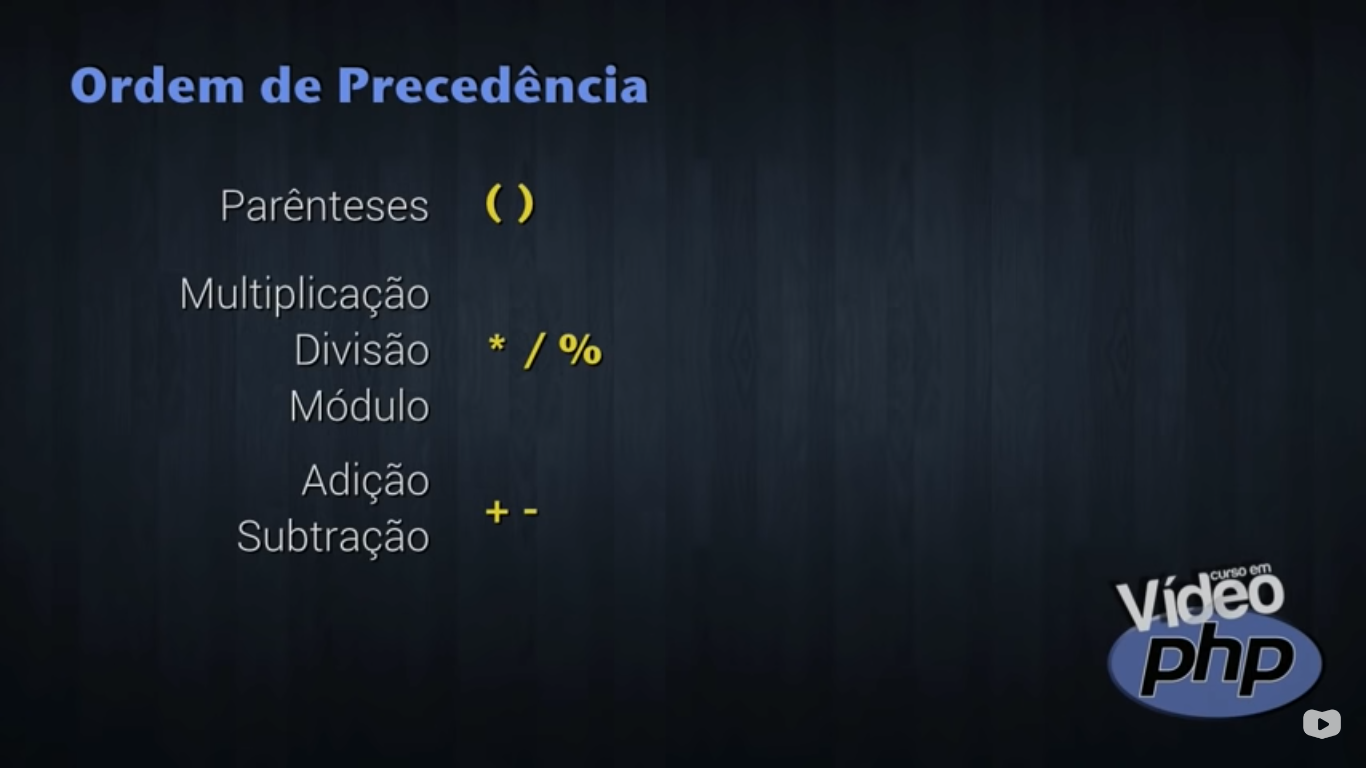 Ordem de Precedência
Parênteses ( )
Multiplicação
Divisão * / %
Módulo
Adição
+ -
Subtração
curso em
Vídeo
php